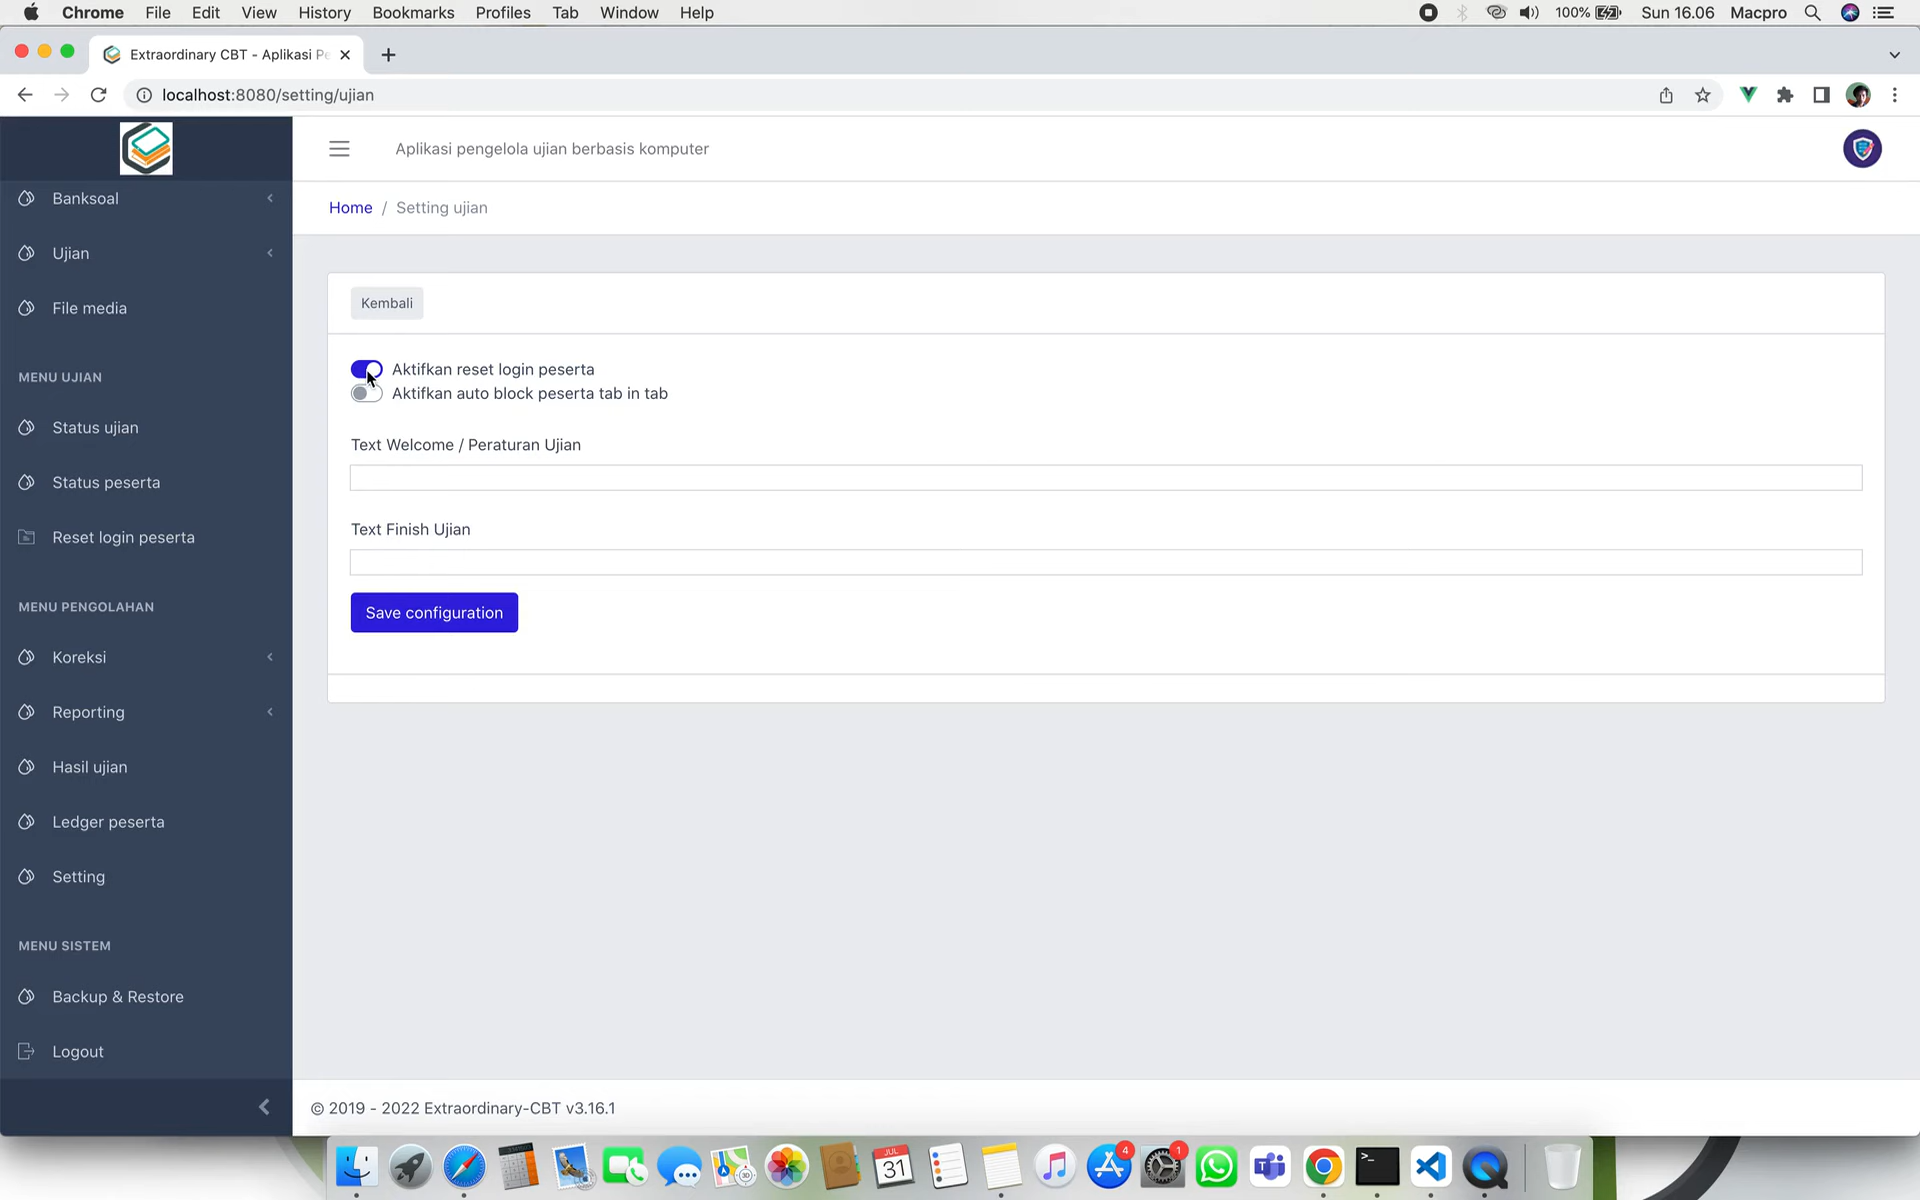 Chrome File Edit View History Bookmarks Profiles Tab Window Help 100% Sun 16.06 Macpro
Extraordinary CBT - Aplikasi Pe
localhost:8080/setting/ujian
Aplikasi pengelola ujian berbasis komputer
Home / Setting ujian
Banksoal
Ujian
File media
MENU UJIAN
Status ujian
Status peserta
Reset login peserta
MENU PENGOLAHAN
Koreksi
Reporting
Hasil ujian
Ledger peserta
Setting
MENU SISTEM
Backup & Restore
Logout
Kembali
Aktifkan reset login peserta
Aktifkan auto block peserta tab in tab
Text Welcome / Peraturan Ujian
Text Finish Ujian
Save configuration
© 2019 - 2022 Extraordinary-CBT v3.16.1
JUL
31
4
1